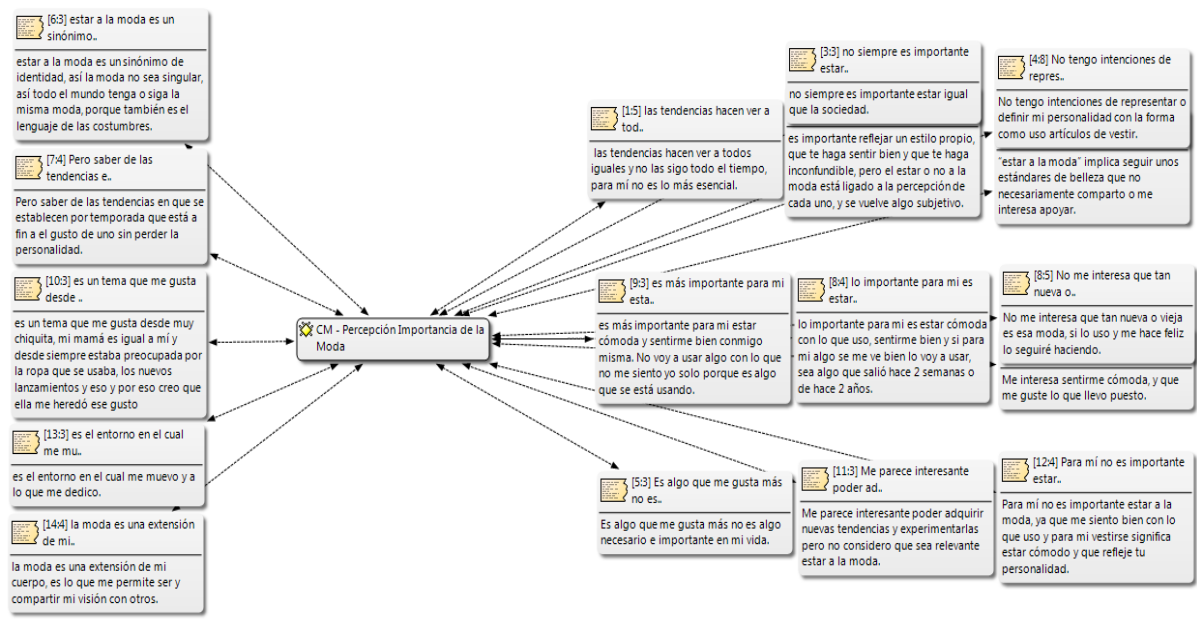 [6:3] estar a la moda es un
sinónimo..
estar a la moda es un sinónimo de
identidad, así la moda no sea singular,
así todo el mundo tenga o siga la
misma moda, porque también es el
lenguaje de las costumbres.
[7:4] Pero saber de las
tendencias e..
Pero saber de las tendencias en que se
establecen por temporada que está a
fin a el gusto de uno sin perder la
personalidad.
[10:3] es un tema que me gusta
desde ..
es un tema que me gusta desde muy
chiquita, mi mamá es igual a mí y
desde siempre estaba preocupada por
la ropa que se usaba, los nuevos
lanzamientos y eso y por eso creo que
ella me heredó ese gusto
[13:3] es el entorno en el cual
me mu..
es el entorno en el cual me muevo y a
lo que me dedico.
[14:4] la moda es una extensión
de mi..
la moda es una extensión de mi
cuerpo, es lo que me permite ser y
compartir mi visión con otros.
CM - Percepción Importancia de la
Moda
[1:5] las tendencias hacen ver a
tod..
las tendencias hacen ver a todos
iguales y no las sigo todo el tiempo,
para mí no es lo más esencial.
[3:3] no siempre es importante
estar..
no siempre es importante estar igual
que la sociedad.
es importante reflejar un estilo propio,
que te haga sentir bien y que te haga
inconfundible, pero el estar o no a la
moda está ligado a la percepción de
cada uno, y se vuelve algo subjetivo.
[4:8] No tengo intenciones de
repres..
No tengo intenciones de representar o
definir mi personalidad con la forma
como uso artículos de vestir.
"estar a la moda" implica seguir unos
estándares de belleza que no
necesariamente comparto o me
interesa apoyar.
[9:3] es más importante para mi
esta..
es más importante para mi estar
cómoda y sentirme bien conmigo
misma. No voy a usar algo con lo que
no me siento yo solo porque es algo
que se está usando.
[8:4] lo importante para mi es
estar..
lo importante para mi es estar cómoda
con lo que uso, sentirme bien y si para
mi algo se me ve bien lo voy a usar,
sea algo que salió hace 2 semanas o
de hace 2 años.
[8:5] No me interesa que tan
nueva o..
No me interesa que tan nueva o vieja
es esa moda, si lo uso y me hace feliz
lo seguiré haciendo.
Me interesa sentirme cómoda, y que
me guste lo que llevo puesto.
[5:3] Es algo que me gusta más
no es..
Es algo que me gusta más no es algo
necesario e importante en mi vida.
[11:3] Me parece interesante
poder ad..
Me parece interesante poder adquirir
nuevas tendencias y experimentarlas
pero no considero que sea relevante
estar a la moda.
[12:4] Para mí no es importante
estar..
Para mí no es importante estar a la
moda, ya que me siento bien con lo
que uso y para mi vestirse significa
estar cómodo y que refleje tu
personalidad.